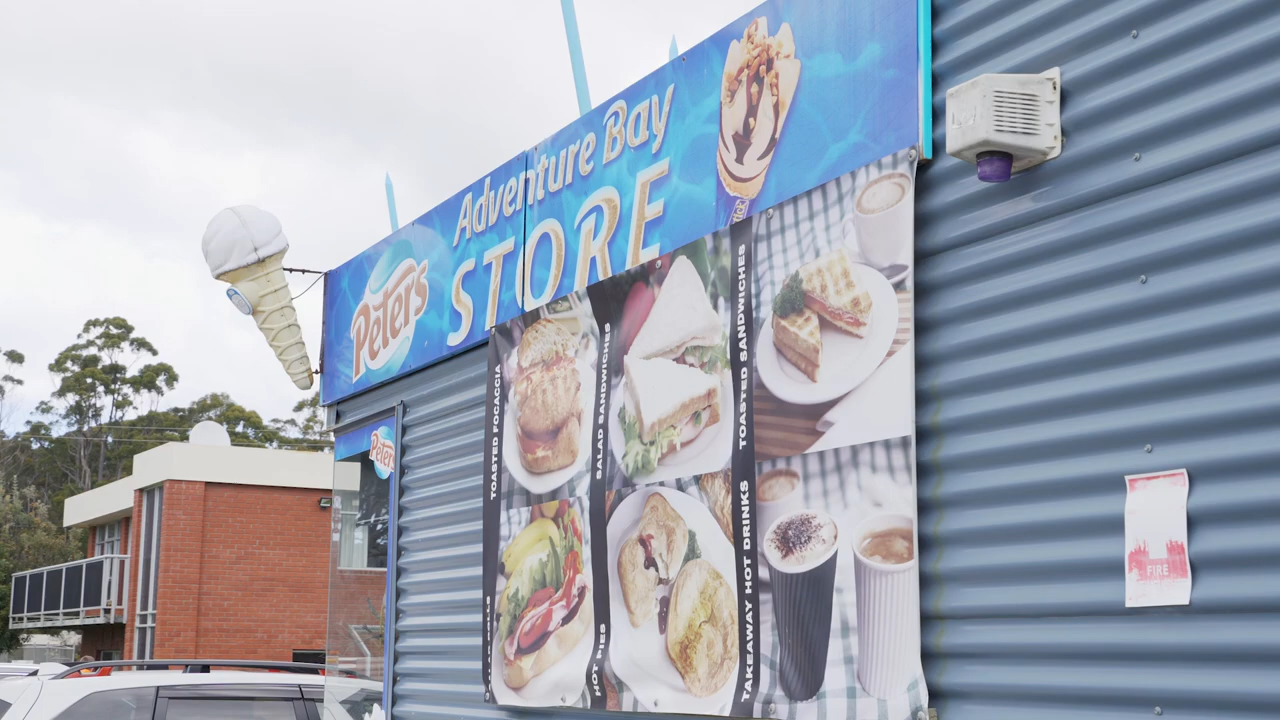 Peters
Adventure Bay
STORE
Peters
TOASTED FOCACCIA
SALAD SANDWICHES
TOASTED SANDWICHES
HOT PIES
TAKEAWAY HOT DRINKS
FIRE